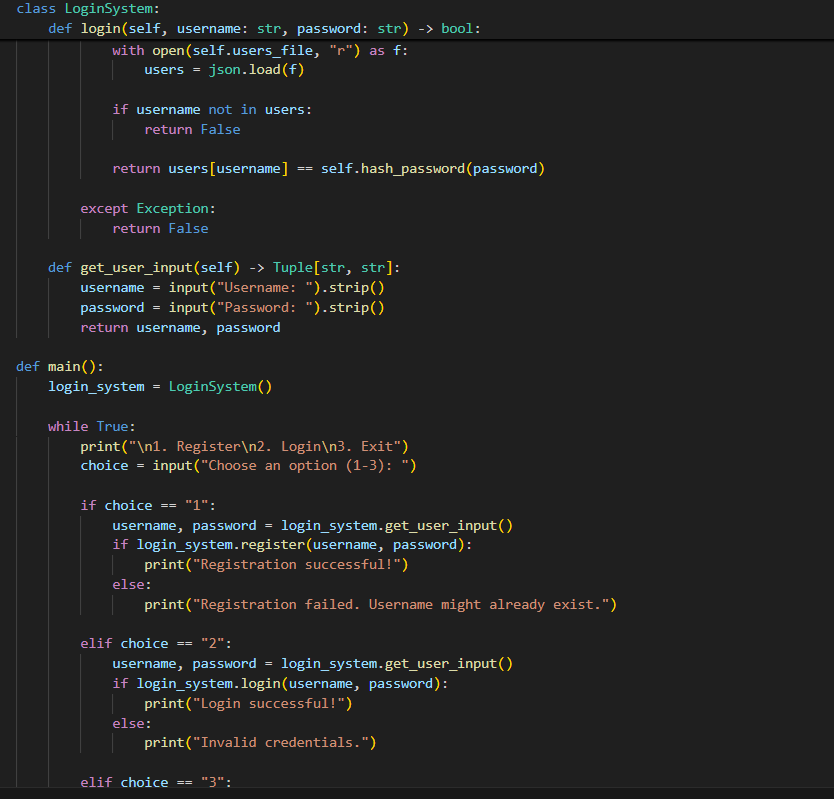 class LoginSystem:
    def login(self, username: str, password: str) -> bool:
            with open(self.users_file, "r") as f:
                users = json.load(f)

            if username not in users:
                return False

            return users[username] == self.hash_password(password)

        except Exception:
            return False

    def get_user_input(self) -> Tuple[str, str]:
        username = input("Username: ").strip()
        password = input("Password: ").strip()
        return username, password

def main():
    login_system = LoginSystem()

    while True:
        print("\n1. Register\n2. Login\n3. Exit")
        choice = input("Choose an option (1-3): ")

        if choice == "1":
            username, password = login_system.get_user_input()
            if login_system.register(username, password):
                print("Registration successful!")
            else:
                print("Registration failed. Username might already exist.")

        elif choice == "2":
            username, password = login_system.get_user_input()
            if login_system.login(username, password):
                print("Login successful!")
            else:
                print("Invalid credentials.")

        elif choice == "3":